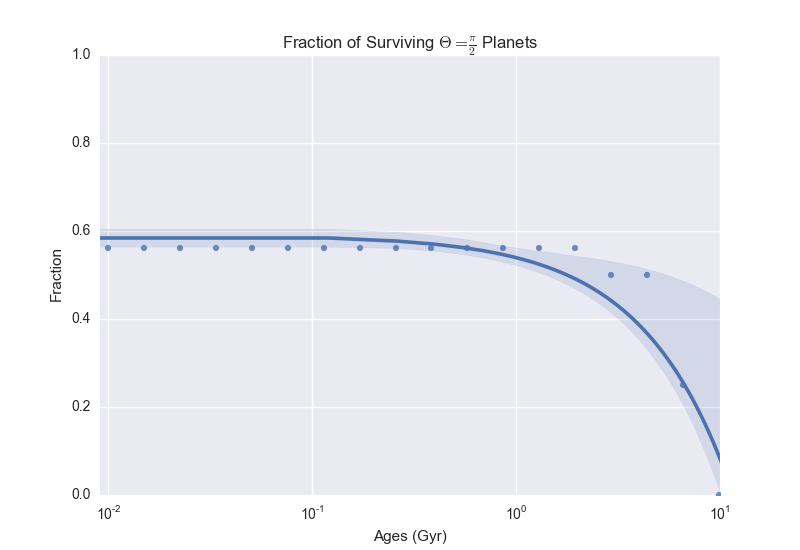 Fraction of Surviving Θ = π/2 Planets
1.0
0.8
0.6
0.4
0.2
0.0
Fraction
10⁻² 10⁻¹ 10⁰ 10¹
Ages (Gyr)